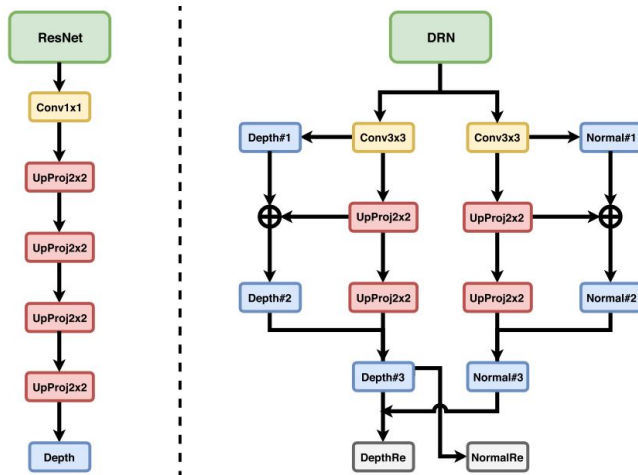 ResNet
Conv1x1
UpProj2x2
UpProj2x2
UpProj2x2
UpProj2x2
Depth
DRN
Depth#1
Conv3x3
Conv3x3
Normal#1
UpProj2x2
UpProj2x2
Depth#2
UpProj2x2
UpProj2x2
Normal#2
Depth#3
Normal#3
DepthRe
NormalRe